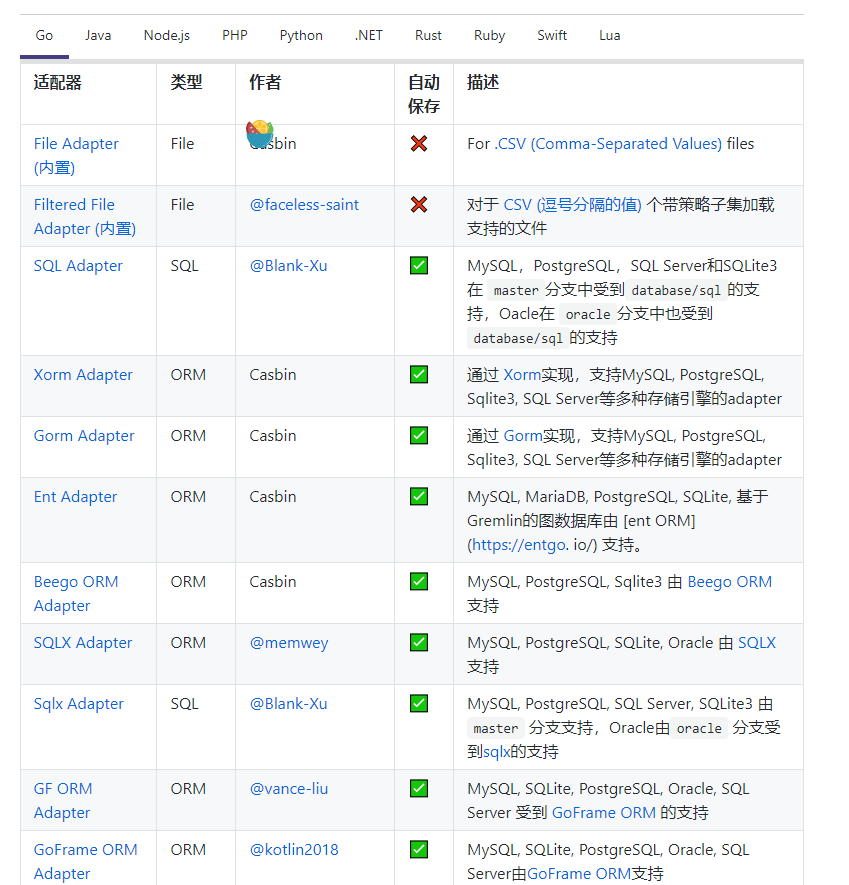 Go Java Node.js PHP Python .NET Rust Ruby Swift Lua
适配器 类型 作者 自动 描述
保存
File Adapter File Casbin For .CSV (Comma-Separated Values) files
(内置)
Filtered File File @faceless-saint 对于 CSV (逗号分隔的值) 个带策略子集加载
Adapter (内置) 支持的文件
SQL Adapter SQL @Blank-Xu MySQL，PostgreSQL，SQL Server和SQLite3
在 master 分支中受到 database/sql 的支
持，Oacle在 oracle 分支中也受到
database/sql 的支持
Xorm Adapter ORM Casbin 通过 Xorm实现，支持MySQL, PostgreSQL,
Sqlite3, SQL Server等多种存储引擎的adapter
Gorm Adapter ORM Casbin 通过 Gorm实现，支持MySQL, PostgreSQL,
Sqlite3, SQL Server等多种存储引擎的adapter
Ent Adapter ORM Casbin MySQL, MariaDB, PostgreSQL, SQLite, 基于
Gremlin的图数据库由 [ent ORM]
(https://entgo. io/) 支持。
Beego ORM ORM Casbin MySQL, PostgreSQL, Sqlite3 由 Beego ORM
Adapter 支持
SQLX Adapter ORM @memwey MySQL, PostgreSQL, SQLite, Oracle 由 SQLX
支持
Sqlx Adapter SQL @Blank-Xu MySQL, PostgreSQL, SQL Server, SQLite3 由
master 分支支持，Oracle由 oracle 分支受
到sqlx的支持
GF ORM ORM @vance-liu MySQL, SQLite, PostgreSQL, Oracle, SQL
Adapter Server 受到 GoFrame ORM 的支持
GoFrame ORM ORM @kotlin2018 MySQL, SQLite, PostgreSQL, Oracle, SQL
Adapter Server由GoFrame ORM支持